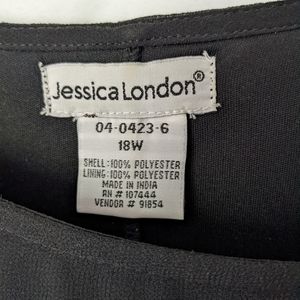 Jessica London®
04-0423-6
18W
SHELL: 100% POLYESTER
LINING: 100% POLYESTER
MADE IN INDIA
RN # 107444
VENDOR # 91854